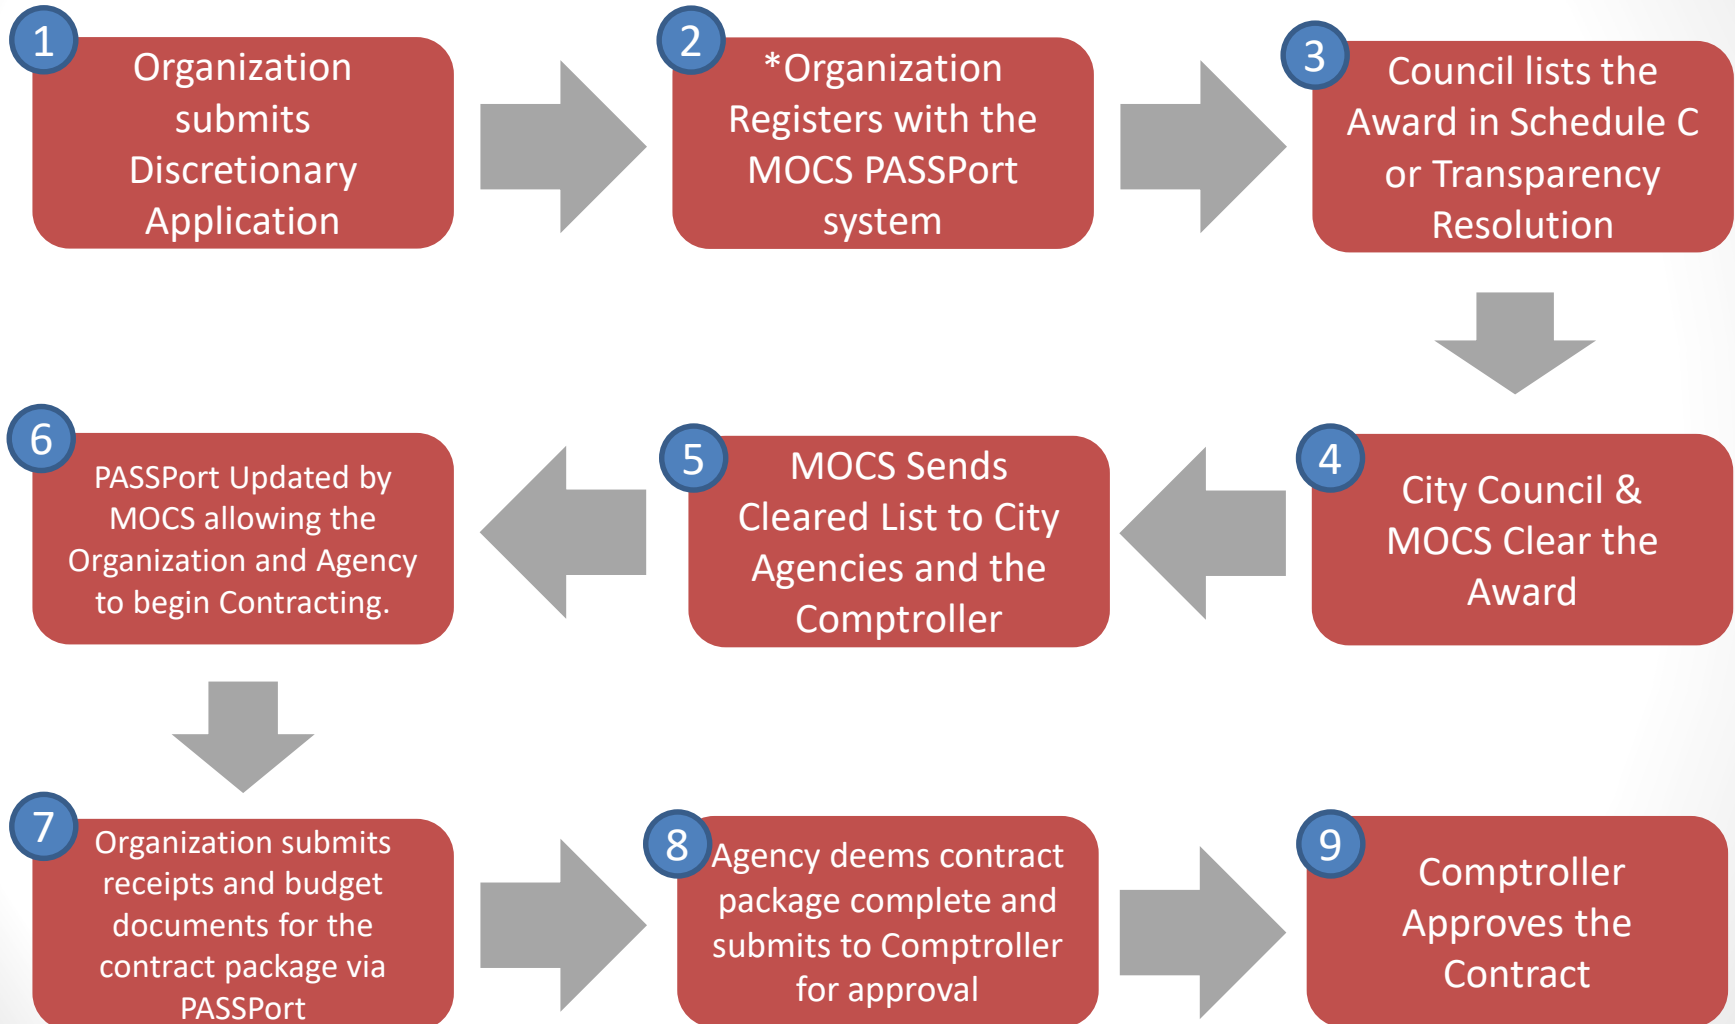 1
Organization
submits
Discretionary
Application
2
*Organization
Registers with the
MOCS PASSPort
system
3
Council lists the
Award in Schedule C
or Transparency
Resolution
4
City Council &
MOCS Clear the
Award
5
MOCS Sends
Cleared List to City
Agencies and the
Comptroller
6
PASSPort Updated by
MOCS allowing the
Organization and Agency
to begin Contracting.
7
Organization submits
receipts and budget
documents for the
contract package via
PASSPort
8
Agency deems contract
package complete and
submits to Comptroller
for approval
9
Comptroller
Approves the
Contract